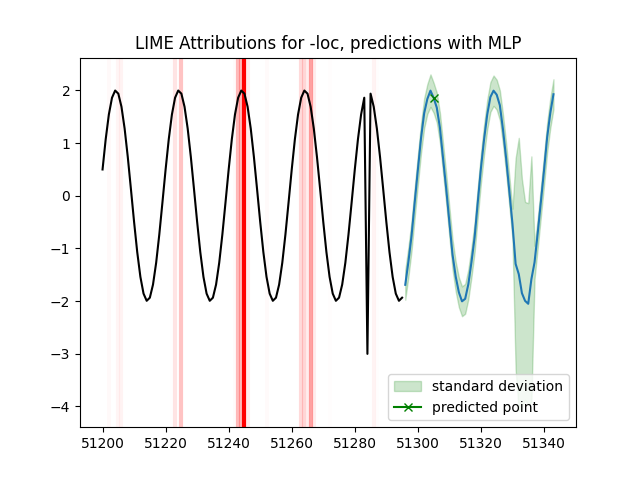 LIME Attributions for -loc, predictions with MLP
2
1
0
−1
−2
−3
−4
standard deviation
predicted point
51200 51220 51240 51260 51280 51300 51320 51340